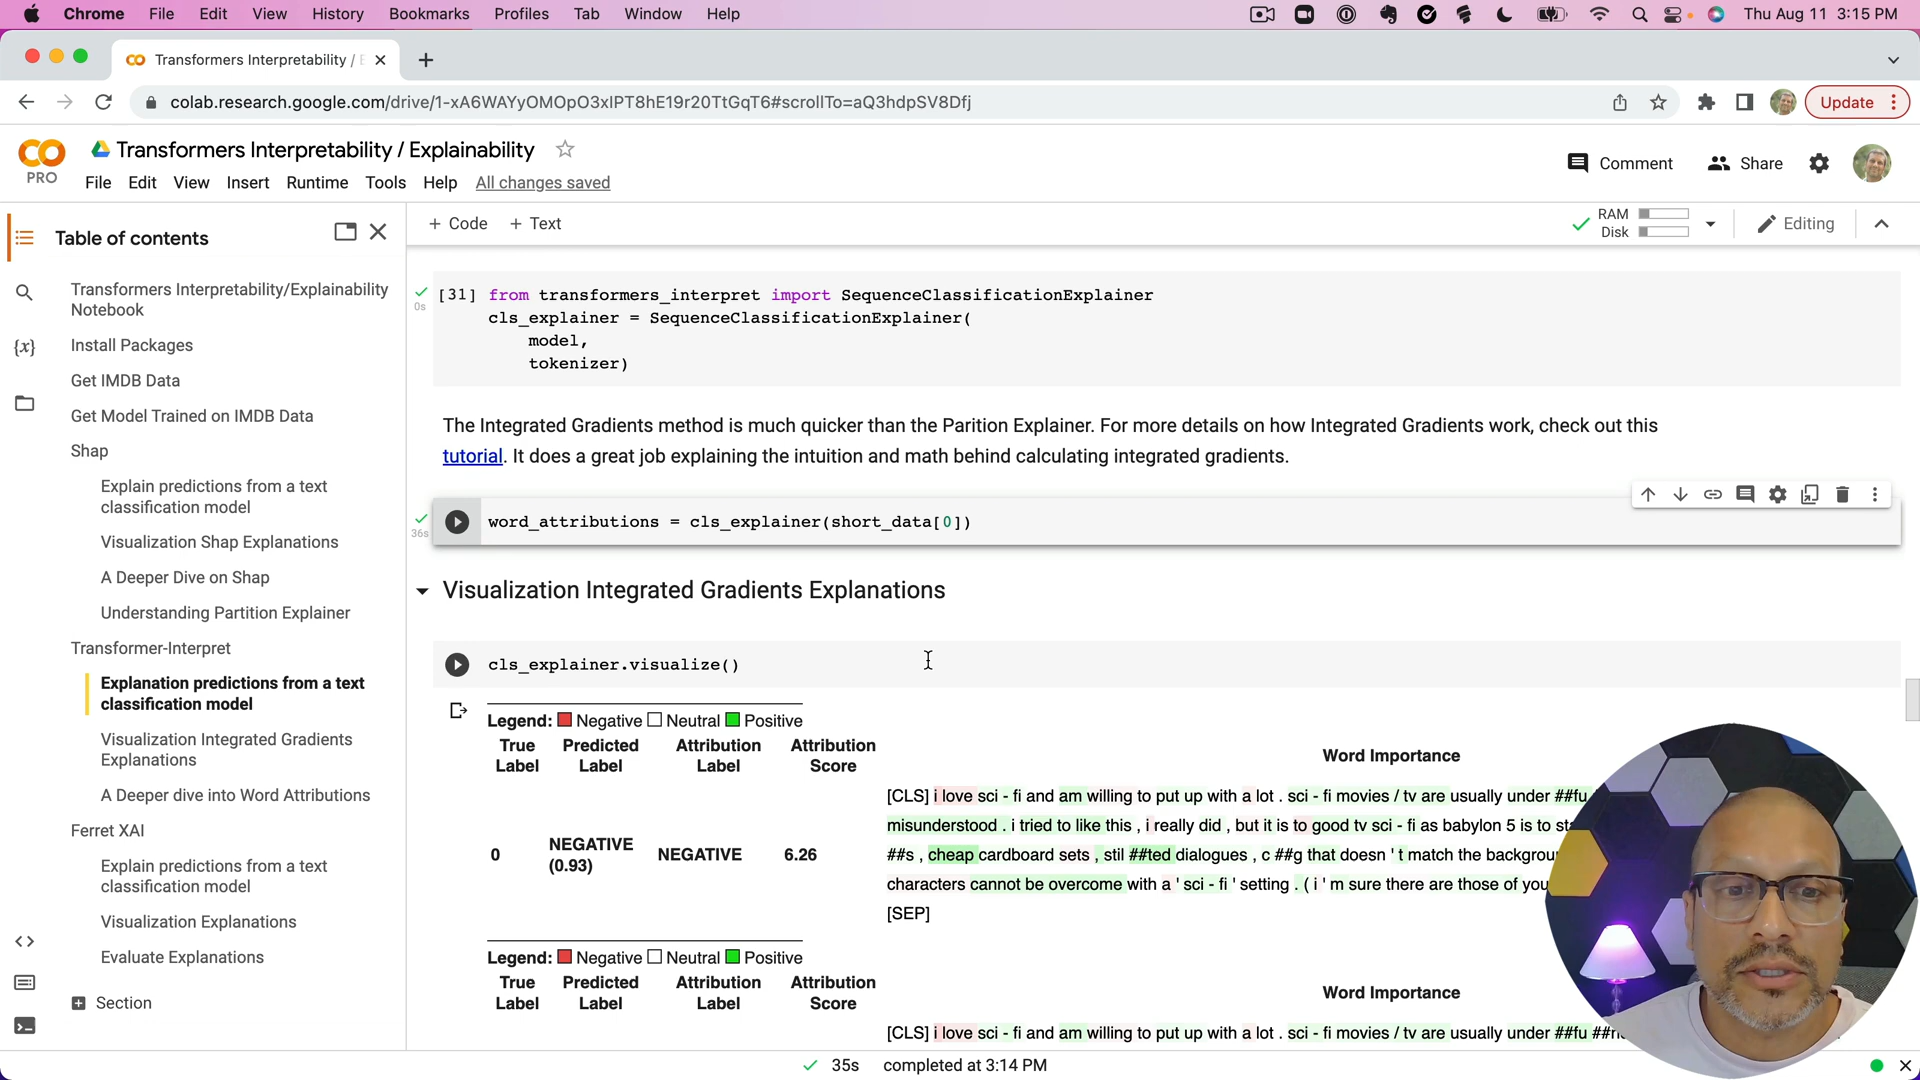 Chrome File Edit View History Bookmarks Profiles Tab Window Help Thu Aug 11 3:15 PM
Transformers Interpretability / E
colab.research.google.com/drive/1-xA6WAYyOMOpO3xIPT8hE19r20TtGqT6#scrollTo=aQ3hdpSV8Dfj Update
PRO
Transformers Interpretability / Explainability
File Edit View Insert Runtime Tools Help All changes saved
Comment Share
Table of contents
Transformers Interpretability/Explainability
Notebook
Install Packages
Get IMDB Data
Get Model Trained on IMDB Data
Shap
Explain predictions from a text
classification model
Visualization Shap Explanations
A Deeper Dive on Shap
Understanding Partition Explainer
Transformer-Interpret
Explanation predictions from a text
classification model
Visualization Integrated Gradients
Explanations
A Deeper dive into Word Attributions
Ferret XAI
Explain predictions from a text
classification model
Visualization Explanations
Evaluate Explanations
Section
+ Code + Text
RAM
Disk
Editing
[31] from transformers_interpret import SequenceClassificationExplainer
0s
cls_explainer = SequenceClassificationExplainer(
model,
tokenizer)
The Integrated Gradients method is much quicker than the Parition Explainer. For more details on how Integrated Gradients work, check out this
tutorial. It does a great job explaining the intuition and math behind calculating integrated gradients.
36s
word_attributions = cls_explainer(short_data[0])
Visualization Integrated Gradients Explanations
cls_explainer.visualize()
Legend: Negative Neutral Positive
True Label Predicted Label Attribution Label Attribution Score Word Importance
0 NEGATIVE (0.93) NEGATIVE 6.26
[CLS] i love sci - fi and am willing to put up with a lot . sci - fi movies / tv are usually under ##fu
misunderstood . i tried to like this , i really did , but it is to good tv sci - fi as babylon 5 is to
##s , cheap cardboard sets , stil ##ted dialogues , c ##g that doesn ' t match the
characters cannot be overcome with a ' sci - fi ' setting . ( i ' m sure there are those of you
[SEP]
Legend: Negative Neutral Positive
True Label Predicted Label Attribution Label Attribution Score Word Importance
[CLS] i love sci - fi and am willing to put up with a lot . sci - fi movies / tv are usually under ##fu
35s completed at 3:14 PM